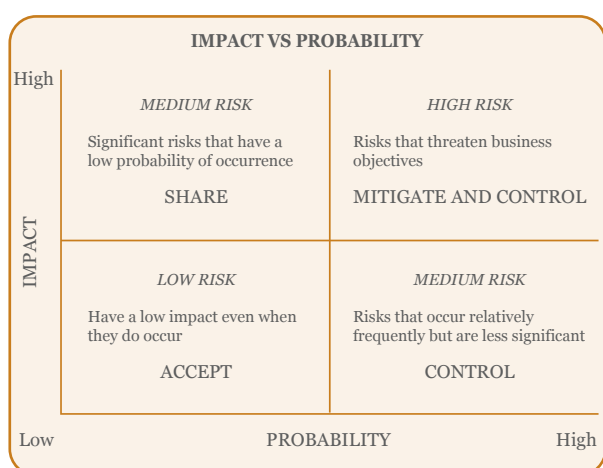 IMPACT VS PROBABILITY
High
MEDIUM RISK
Significant risks that have a
low probability of occurrence
SHARE
HIGH RISK
Risks that threaten business
objectives
MITIGATE AND CONTROL
IMPACT
LOW RISK
Have a low impact even when
they do occur
ACCEPT
MEDIUM RISK
Risks that occur relatively
frequently but are less significant
CONTROL
Low
PROBABILITY
High